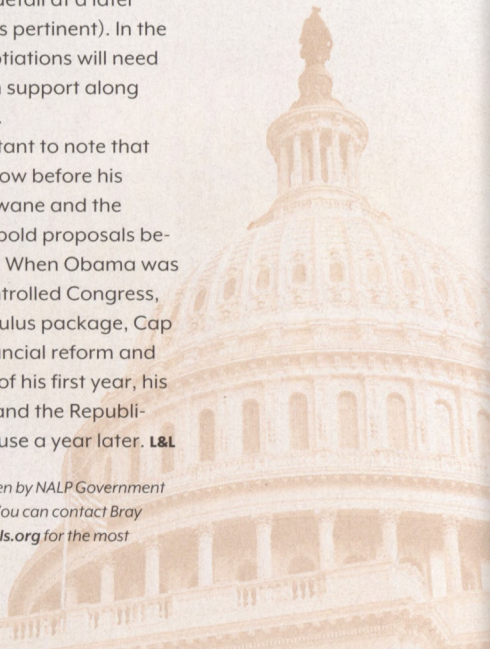 s pertinent). In the
tiations will need
support along
tant to note that
ow before his
wane and the
bold proposals be-
When Obama was
trolled Congress,
ulus package, Cap
ncial reform and
of his first year, his
and the Republi-
use a year later. L&L
en by NALP Government
You can contact Bray
ls.org for the most